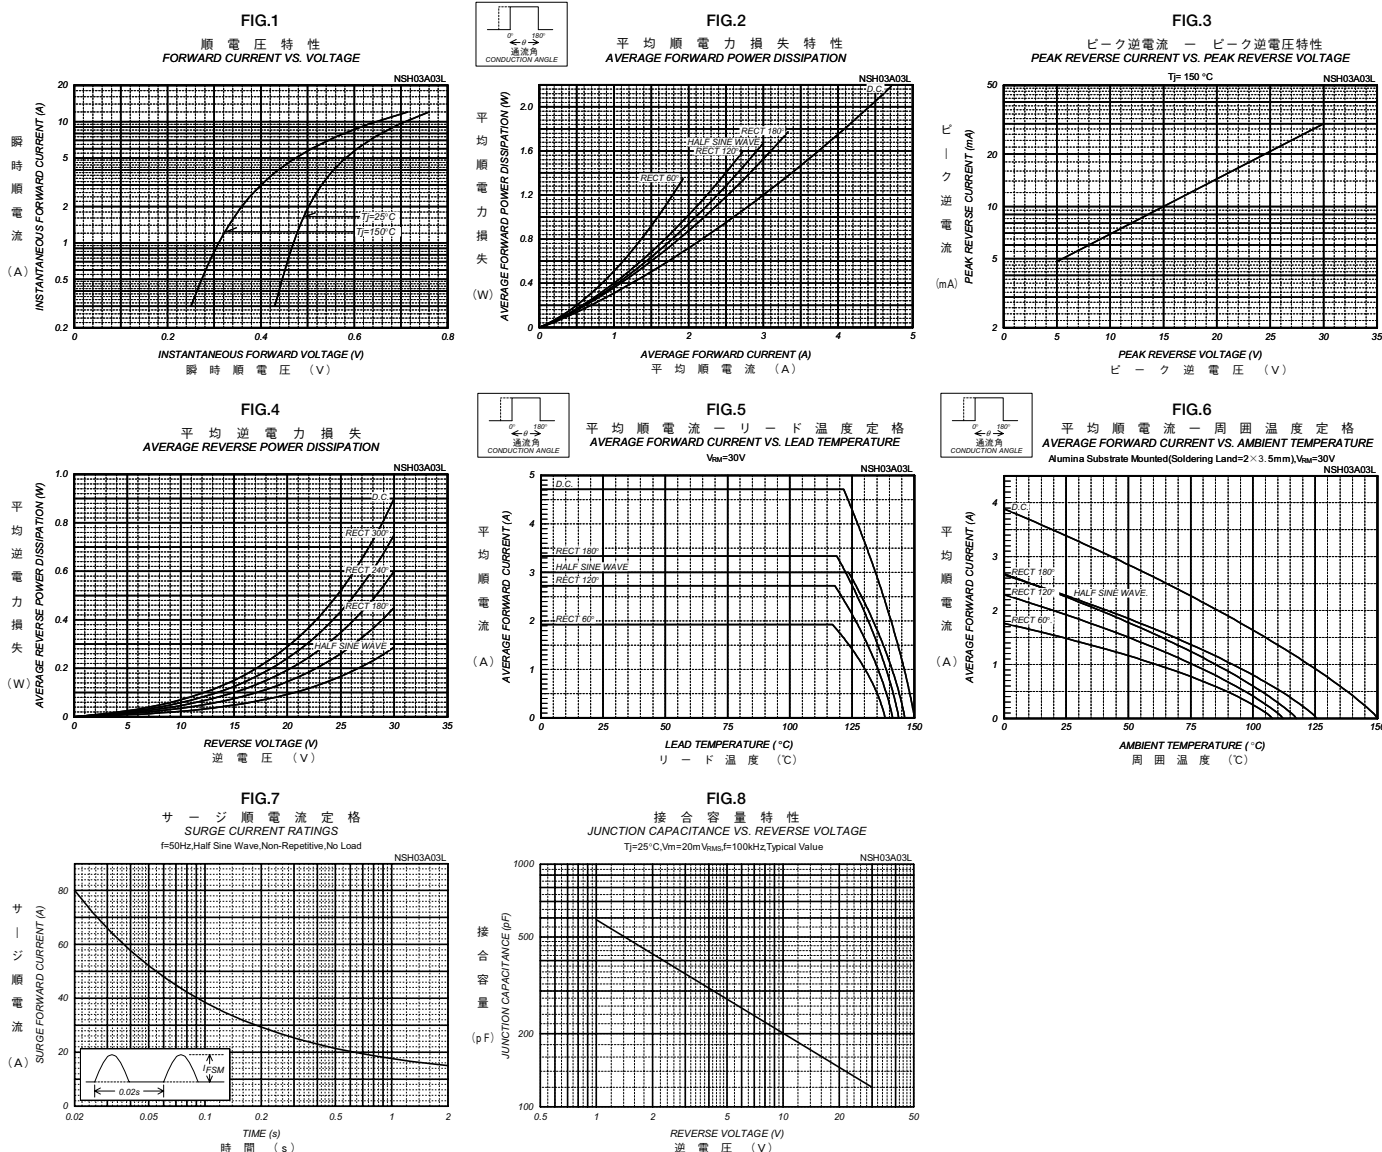 FIG.1
順電圧特性
FORWARD CURRENT VS. VOLTAGE
NSH03A03L
瞬時順電流 (A)
INSTANTANEOUS FORWARD CURRENT (A)
20
10
5
2
1
0.5
0.2
Tj=25°C
Tj=150°C
0
0.2
0.4
0.6
0.8
INSTANTANEOUS FORWARD VOLTAGE (V)
瞬時順電圧 (V)
0° 180°
θ
通流角
CONDUCTION ANGLE
FIG.2
平均順電力損失特性
AVERAGE FORWARD POWER DISSIPATION
NSH03A03L
平均順電力損失 (W)
AVERAGE FORWARD POWER DISSIPATION (W)
2.0
1.6
1.2
0.8
0.4
0
D.C.
RECT 180°
HALF SINE WAVE
RECT 120°
RECT 60°
0
1
2
3
4
5
AVERAGE FORWARD CURRENT (A)
平均順電流 (A)
FIG.3
ピーク逆電流 ー ピーク逆電圧特性
PEAK REVERSE CURRENT VS. PEAK REVERSE VOLTAGE
Tj= 150 °C
NSH03A03L
ピーク逆電流 (mA)
PEAK REVERSE CURRENT (mA)
50
20
10
5
2
0
5
10
15
20
25
30
35
PEAK REVERSE VOLTAGE (V)
ピーク逆電圧 (V)
FIG.4
平均逆電力損失
AVERAGE REVERSE POWER DISSIPATION
NSH03A03L
平均逆電力損失 (W)
AVERAGE REVERSE POWER DISSIPATION (W)
1.0
0.8
0.6
0.4
0.2
0
D.C.
RECT 300°
RECT 240°
RECT 180°
HALF SINE WAVE
0
5
10
15
20
25
30
35
REVERSE VOLTAGE (V)
逆電圧 (V)
0° 180°
θ
通流角
CONDUCTION ANGLE
FIG.5
平均順電流ーリード温度定格
AVERAGE FORWARD CURRENT VS. LEAD TEMPERATURE
VRM=30V
NSH03A03L
平均順電流 (A)
AVERAGE FORWARD CURRENT (A)
5
4
3
2
1
0
D.C.
RECT 180°
HALF SINE WAVE
RECT 120°
RECT 60°
0
25
50
75
100
125
150
LEAD TEMPERATURE (°C)
リード温度 (℃)
0° 180°
θ
通流角
CONDUCTION ANGLE
FIG.6
平均順電流ー周囲温度定格
AVERAGE FORWARD CURRENT VS. AMBIENT TEMPERATURE
Alumina Substrate Mounted(Soldering Land=2×3.5mm),VRM=30V
NSH03A03L
平均順電流 (A)
AVERAGE FORWARD CURRENT (A)
4
3
2
1
0
D.C.
RECT 180°
RECT 120°
HALF SINE WAVE.
RECT 60°
0
25
50
75
100
125
150
AMBIENT TEMPERATURE (°C)
周囲温度 (℃)
FIG.7
サージ順電流定格
SURGE CURRENT RATINGS
f=50Hz,Half Sine Wave,Non-Repetitive,No Load
NSH03A03L
サージ順電流 (A)
SURGE FORWARD CURRENT (A)
80
60
40
20
0
IFSM
0.02s
0.02
0.05
0.1
0.2
0.5
1
2
TIME (s)
時間 (s)
FIG.8
接合容量特性
JUNCTION CAPACITANCE VS. REVERSE VOLTAGE
Tj=25°C,Vm=20mVRMS,f=100kHz,Typical Value
NSH03A03L
接合容量 (pF)
JUNCTION CAPACITANCE (pF)
1000
500
200
100
0.5
1
2
5
10
20
50
REVERSE VOLTAGE (V)
逆電圧 (V)